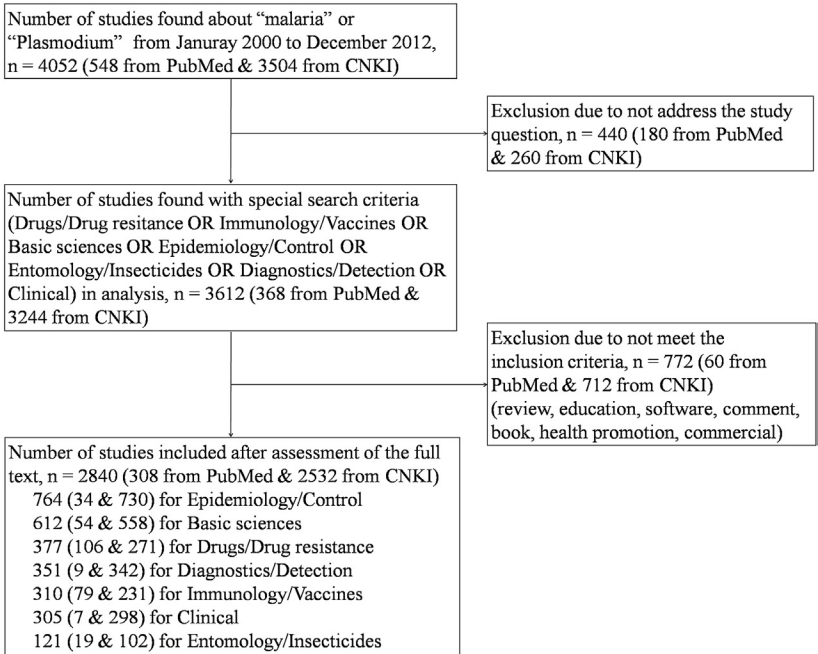 Number of studies found about “malaria” or
“Plasmodium” from Januray 2000 to December 2012,
n = 4052 (548 from PubMed & 3504 from CNKI)
Exclusion due to not address the study
question, n = 440 (180 from PubMed
& 260 from CNKI)
Number of studies found with special search criteria
(Drugs/Drug resitance OR Immunology/Vaccines OR
Basic sciences OR Epidemiology/Control OR
Entomology/Insecticides OR Diagnostics/Detection OR
Clinical) in analysis, n = 3612 (368 from PubMed &
3244 from CNKI)
Exclusion due to not meet the
inclusion criteria, n = 772 (60 from
PubMed & 712 from CNKI)
(review, education, software, comment,
book, health promotion, commercial)
Number of studies included after assessment of the full
text, n = 2840 (308 from PubMed & 2532 from CNKI)
764 (34 & 730) for Epidemiology/Control
612 (54 & 558) for Basic sciences
377 (106 & 271) for Drugs/Drug resistance
351 (9 & 342) for Diagnostics/Detection
310 (79 & 231) for Immunology/Vaccines
305 (7 & 298) for Clinical
121 (19 & 102) for Entomology/Insecticides